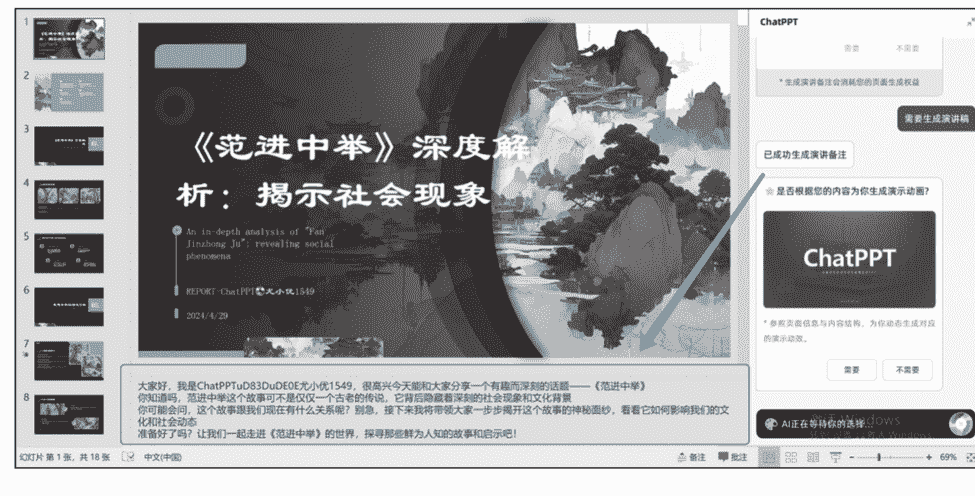 1
2
3
4
5
6
7
8
《范进中举》深度解
析：揭示社会现象
An in-depth analysis of "Fan
Jinzhong Ju": revealing social
phenomena
REPORT-ChatPPT 尤小优1549
2024/4/29
大家好，我是ChatPPTuD83DuDE0E尤小优1549，很高兴今天能和大家分享一个有趣而深刻的话题——《范进中举》
你知道吗，范进中举这个故事可不是仅仅一个古老的传说，它背后隐藏着深刻的社会现象和文化背景
你可能会问，这个故事跟我们现在有什么关系呢？别急，接下来我将带领大家一步步揭开这个故事的神秘面纱，看看它如何影响我们的文
化和社会动态
准备好了吗？让我们一起走进《范进中举》的世界，探寻那些鲜为人知的故事和启示吧！
ChatPPT
需要 不需要
*生成演讲备注会消耗您的页面生成权益
需要生成演讲稿
已成功生成演讲备注
是否根据您的内容为你生成演示动画?
ChatPPT
*参照页面信息与内容结构，为你动态生成对应
的演示动效。
需要 不需要
AI正在等待你的选择...
幻灯片 第 1 张，共 18 张 中文(中国) 备注 批注 69%